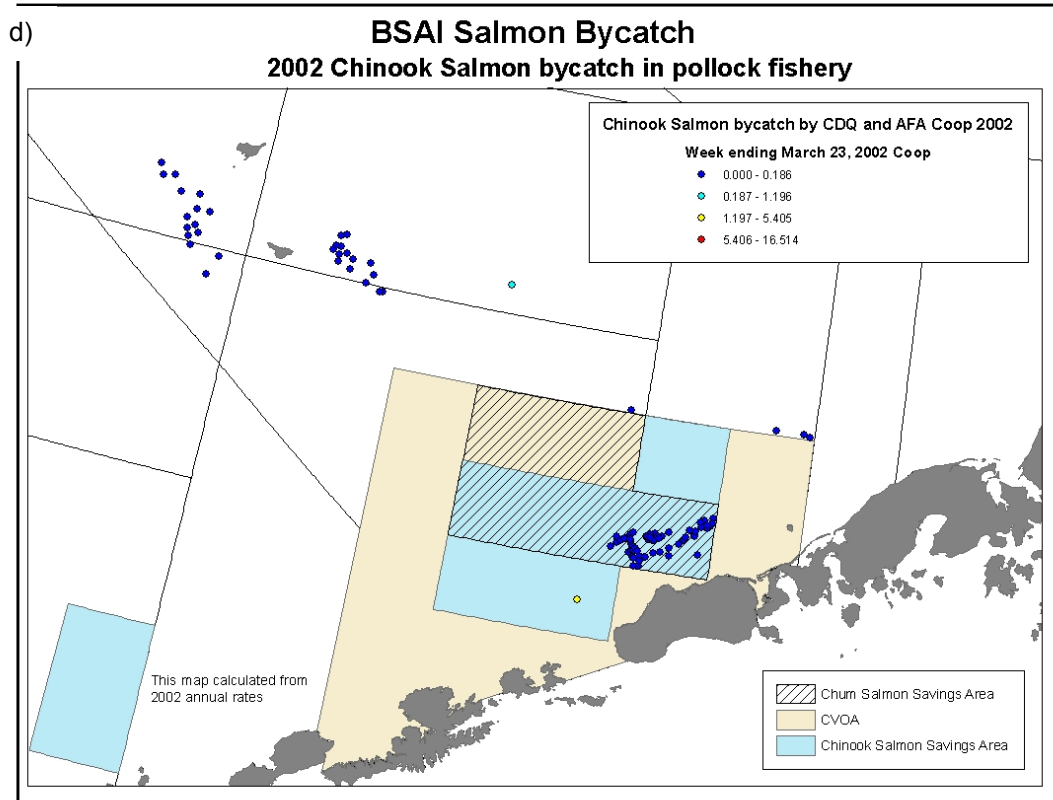 d)
BSAI Salmon Bycatch
2002 Chinook Salmon bycatch in pollock fishery
Chinook Salmon bycatch by CDQ and AFA Coop 2002
Week ending March 23, 2002 Coop
0.000 - 0.186
0.187 - 1.196
1.197 - 5.405
5.406 - 16.514
This map calculated from
2002 annual rates
Chum Salmon Savings Area
CVOA
Chinook Salmon Savings Area